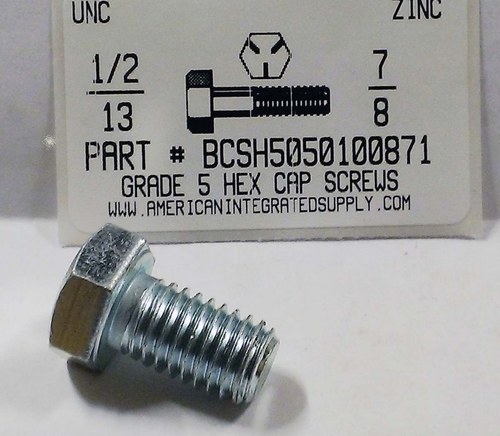 UNC ZINC
1/2 7
13 8
PART # BCSH5050100871
GRADE 5 HEX CAP SCREWS
WWW.AMERICANINTEGRATEDSUPPLY.COM